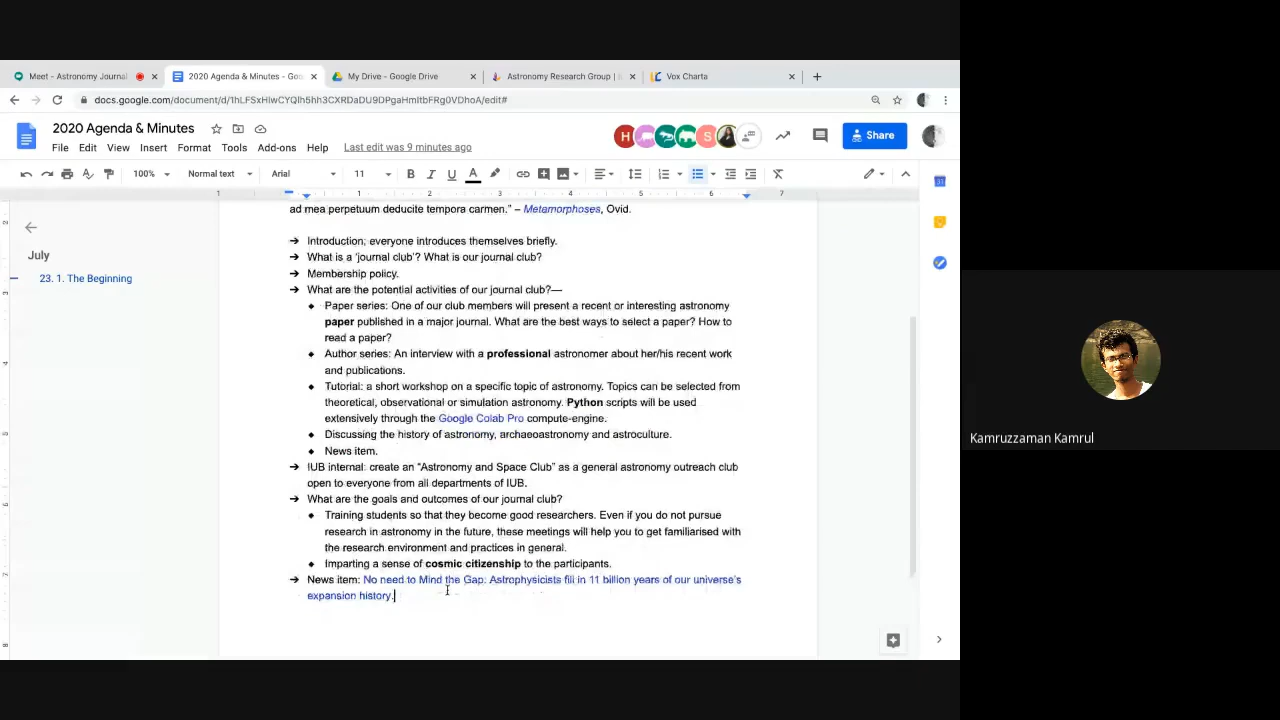 Meet - Astronomy Journal
2020 Agenda & Minutes - Goo
My Drive - Google Drive
Astronomy Research Group |
Vox Charta
2020 Agenda & Minutes
File Edit View Insert Format Tools Add-ons Help Last edit was 9 minutes ago
H
S
Share
100% Normal text Arial 11 B I U A
1 1 2 3 4 5 6 7
July
23. 1. The Beginning
ad mea perpetuum deducite tempora carmen.” – Metamorphoses, Ovid.
➔ Introduction; everyone introduces themselves briefly.
➔ What is a ‘journal club’? What is our journal club?
➔ Membership policy.
➔ What are the potential activities of our journal club?—
◆ Paper series: One of our club members will present a recent or interesting astronomy
paper published in a major journal. What are the best ways to select a paper? How to
read a paper?
◆ Author series: An interview with a professional astronomer about her/his recent work
and publications.
◆ Tutorial: a short workshop on a specific topic of astronomy. Topics can be selected from
theoretical, observational or simulation astronomy. Python scripts will be used
extensively through the Google Colab Pro compute-engine.
◆ Discussing the history of astronomy, archaeoastronomy and astroculture.
◆ News item.
➔ IUB internal: create an “Astronomy and Space Club” as a general astronomy outreach club
open to everyone from all departments of IUB.
➔ What are the goals and outcomes of our journal club?
◆ Training students so that they become good researchers. Even if you do not pursue
research in astronomy in the future, these meetings will help you to get familiarised with
the research environment and practices in general.
◆ Imparting a sense of cosmic citizenship to the participants.
➔ News item: No need to Mind the Gap: Astrophysicists fill in 11 billion years of our universe’s
expansion history.
Kamruzzaman Kamrul